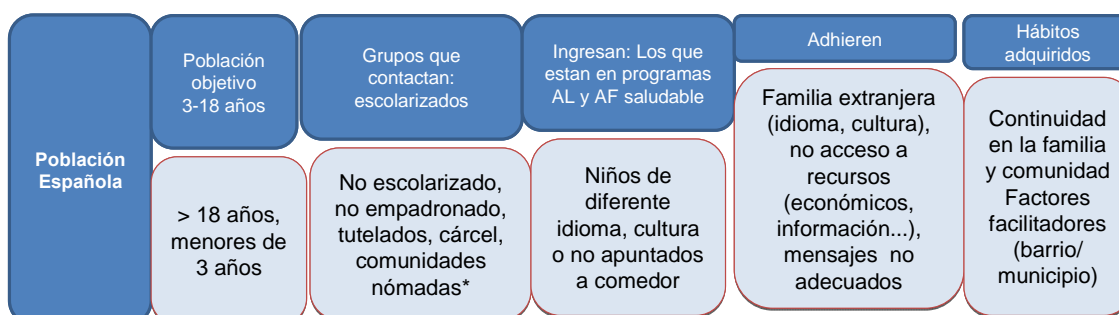 Población
Española
Población
objetivo
3-18 años
> 18 años,
menores de
3 años
Grupos que
contactan:
escolarizados
No escolarizado,
no empadronado,
tutelados, cárcel,
comunidades
nómadas*
Ingresan: Los que
estan en programas
AL y AF saludable
Niños de
diferente
idioma, cultura
o no apuntados
a comedor
Adhieren
Familia extranjera
(idioma, cultura),
no acceso a
recursos
(económicos,
información...),
mensajes no
adecuados
Hábitos
adquiridos
Continuidad
en la familia
y comunidad
Factores
facilitadores
(barrio/
municipio)